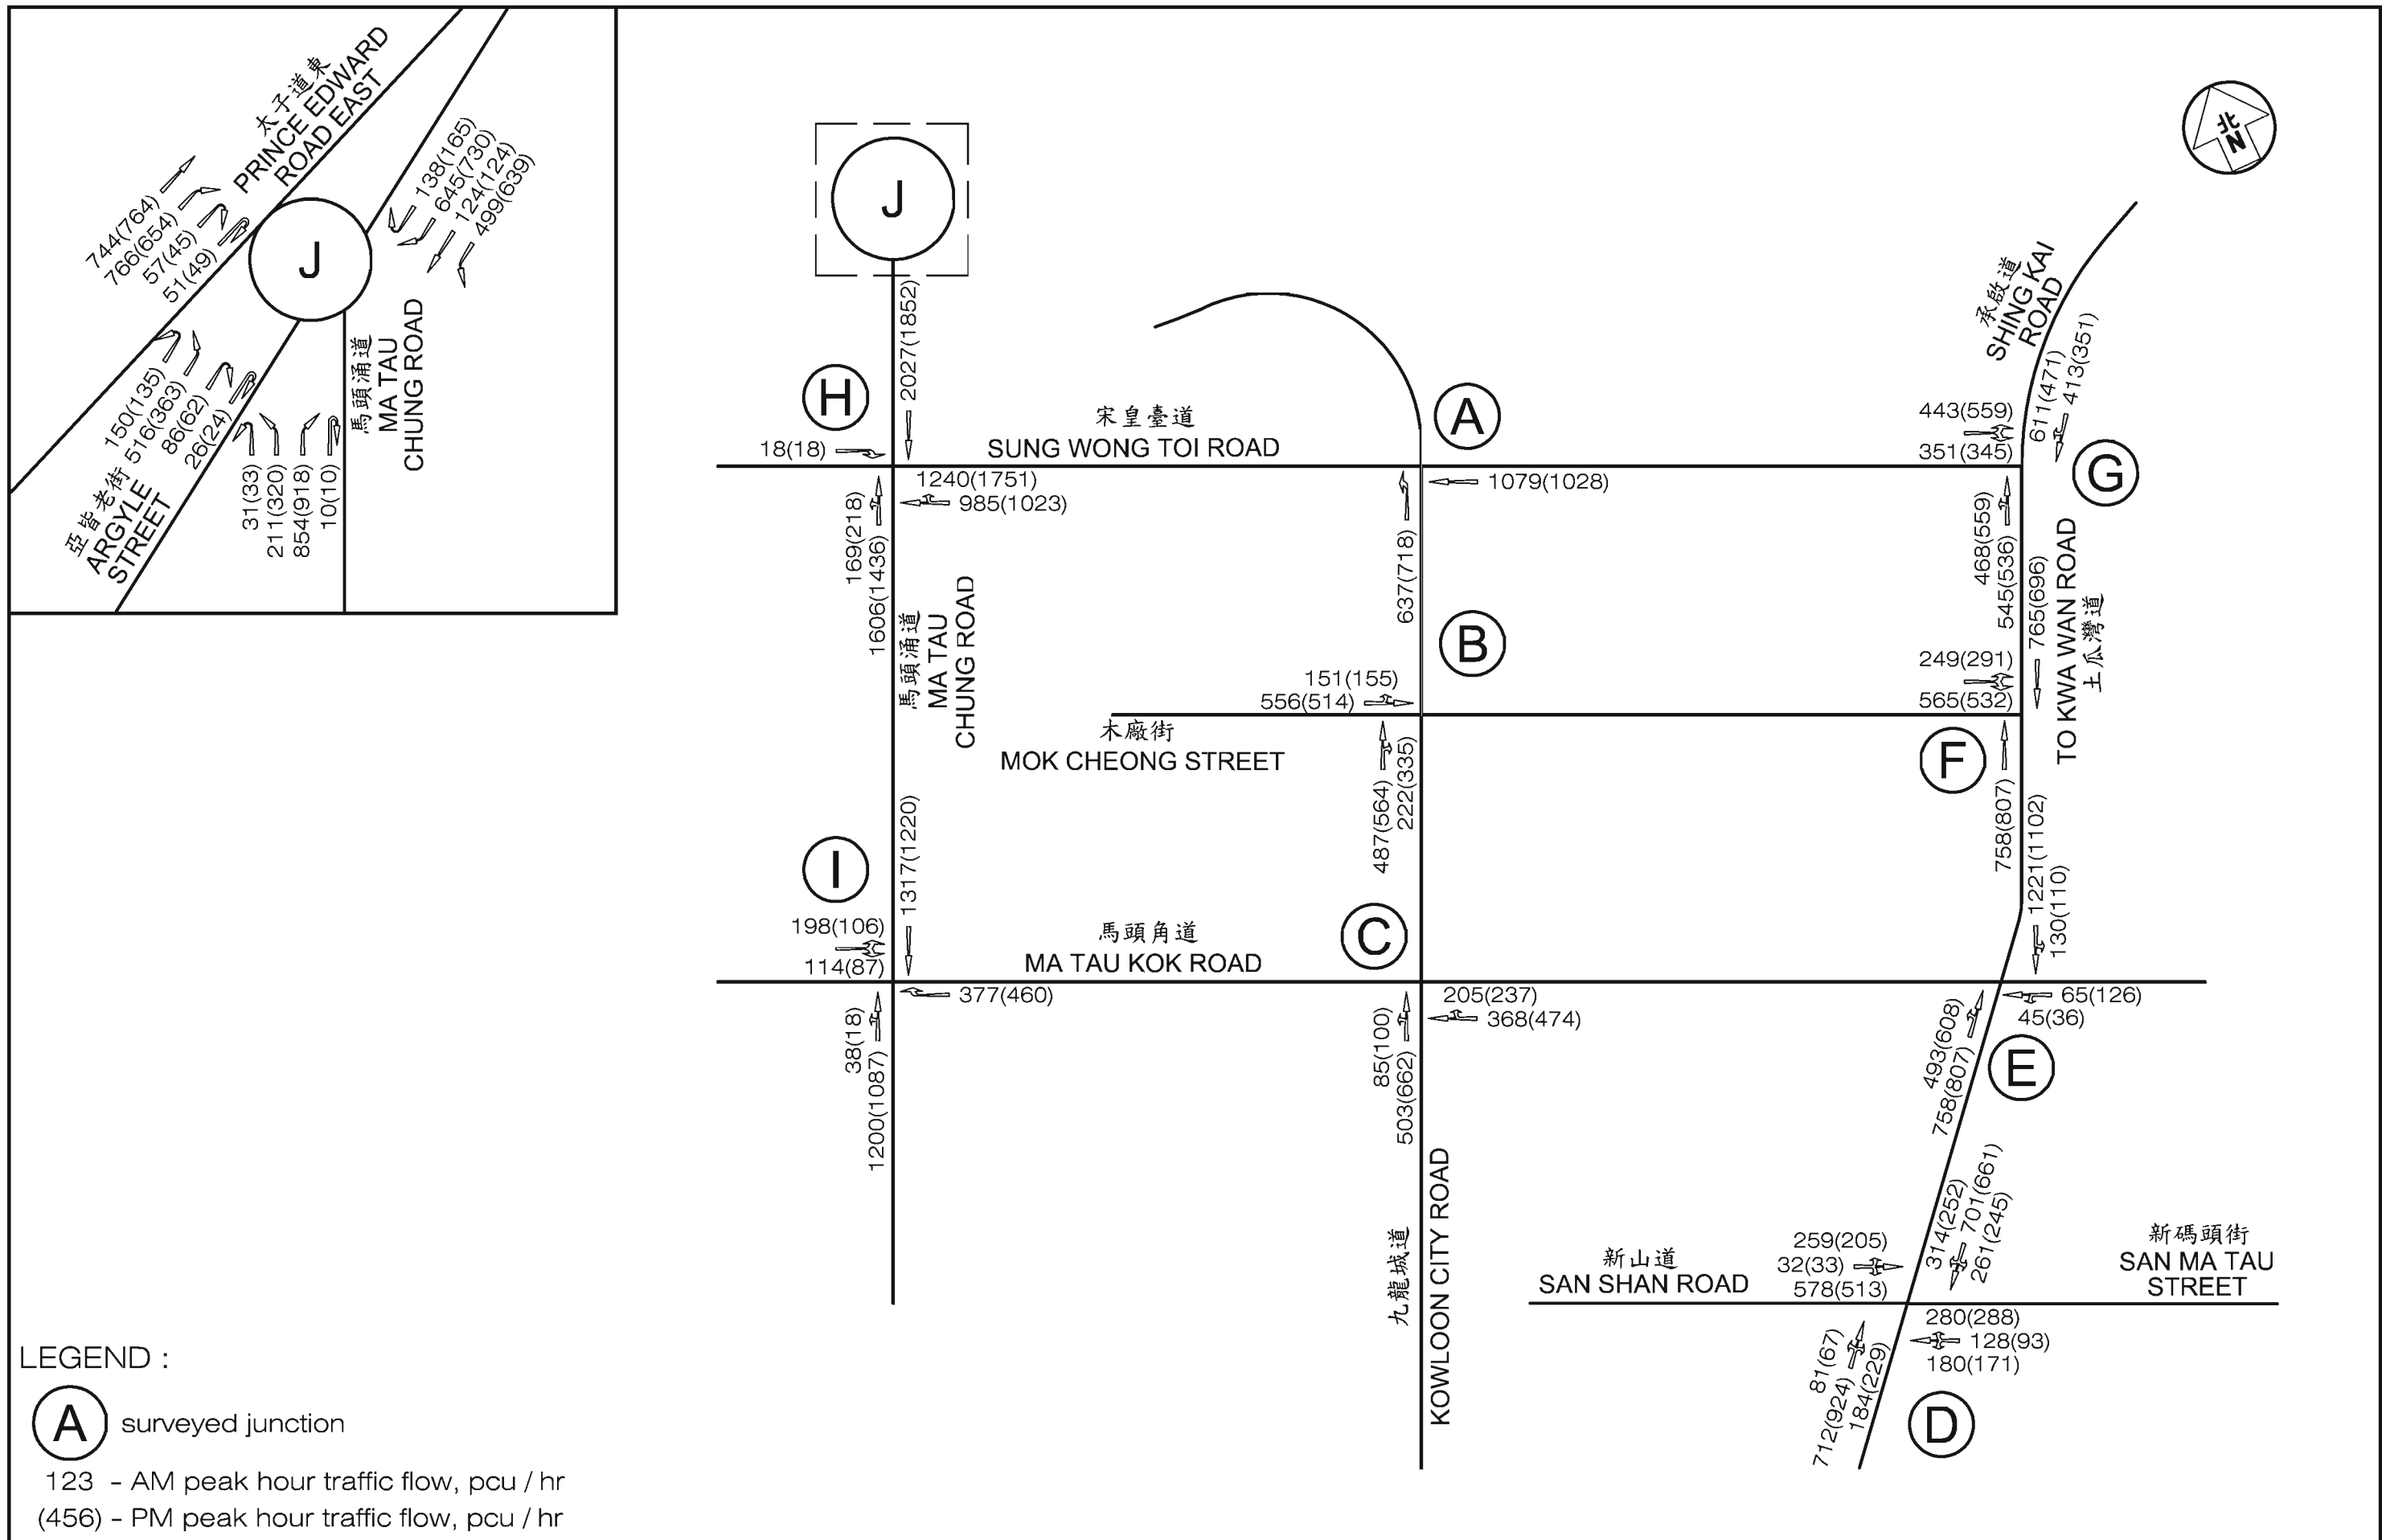 太子道東
PRINCE EDWARD
ROAD EAST
744(764)
766(654)
57(45)
51(49)
138(165)
645(730)
124(124)
499(639)
J
亞皆老街
ARGYLE
STREET
150(135)
516(363)
86(62)
26(24)
31(33)
211(320)
854(918)
10(10)
馬頭涌道
MA TAU
CHUNG ROAD
J
北
N
2027(1852)
H
18(18)
宋皇臺道
SUNG WONG TOI ROAD
1240(1751)
985(1023)
169(218)
1606(1436)
A
1079(1028)
637(718)
承啟道
SHING KAI
ROAD
611(471)
413(351)
443(559)
351(345)
G
468(559)
545(536)
765(696)
TO KWA WAN ROAD
土瓜灣道
馬頭涌道
MA TAU
CHUNG ROAD
B
151(155)
556(514)
木廠街
MOK CHEONG STREET
487(564)
222(335)
249(291)
565(532)
F
758(807)
1221(1102)
130(110)
I
1317(1220)
198(106)
114(87)
馬頭角道
MA TAU KOK ROAD
C
377(460)
38(18)
1200(1087)
205(237)
368(474)
85(100)
503(662)
65(126)
45(36)
493(608)
758(807)
E
九龍城道
KOWLOON CITY ROAD
314(252)
701(661)
261(245)
259(205)
32(33)
578(513)
新山道
SAN SHAN ROAD
新碼頭街
SAN MA TAU
STREET
280(288)
128(93)
180(171)
81(67)
712(924)
184(229)
D
LEGEND :
A surveyed junction
123 - AM peak hour traffic flow, pcu / hr
(456) - PM peak hour traffic flow, pcu / hr